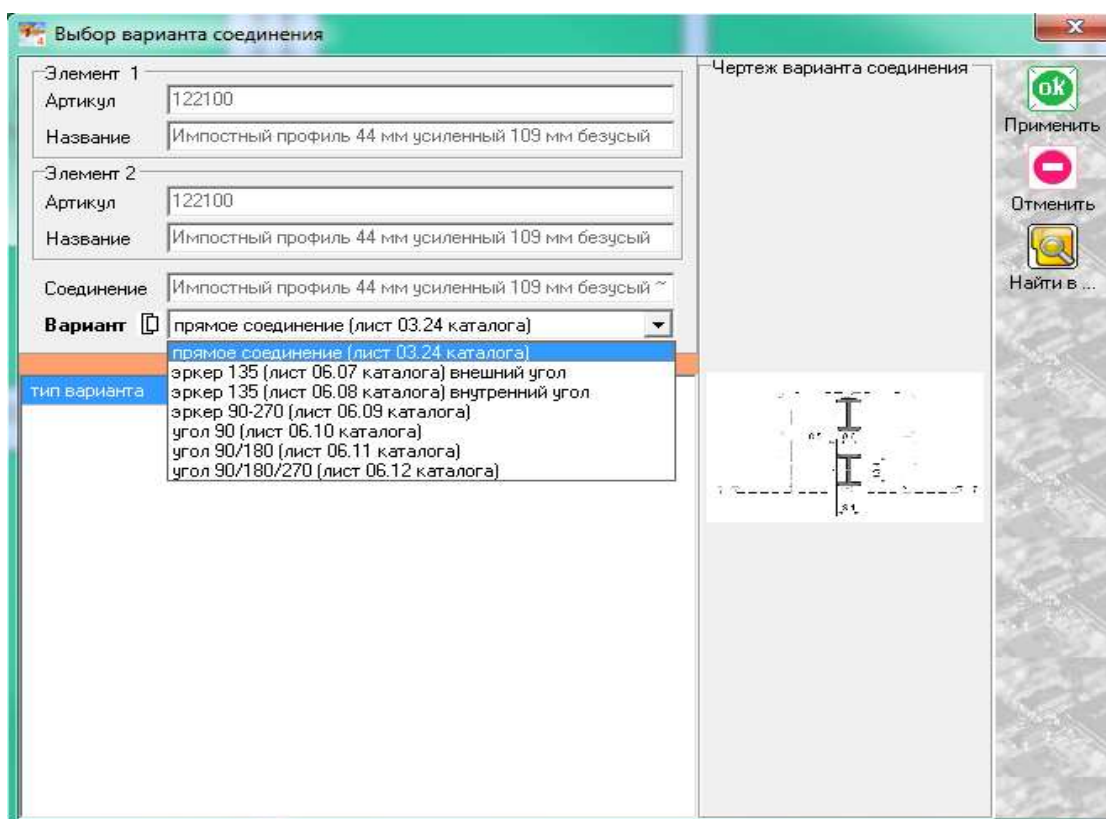 Выбор варианта соединения
Элемент 1
Артикул 122100
Название Импостный профиль 44 мм усиленный 109 мм безусый
Элемент 2
Артикул 122100
Название Импостный профиль 44 мм усиленный 109 мм безусый
Соединение Импостный профиль 44 мм усиленный 109 мм безусый ~
Вариант прямое соединение (лист 03.24 каталога)
прямое соединение (лист 03.24 каталога)
эркер 135 (лист 06.07 каталога) внешний угол
эркер 135 (лист 06.08 каталога) внутренний угол
эркер 90-270 (лист 06.09 каталога)
угол 90 (лист 06.10 каталога)
угол 90/180 (лист 06.11 каталога)
угол 90/180/270 (лист 06.12 каталога)
тип варианта
Чертеж варианта соединения
ok
Применить
Отменить
Найти в ...